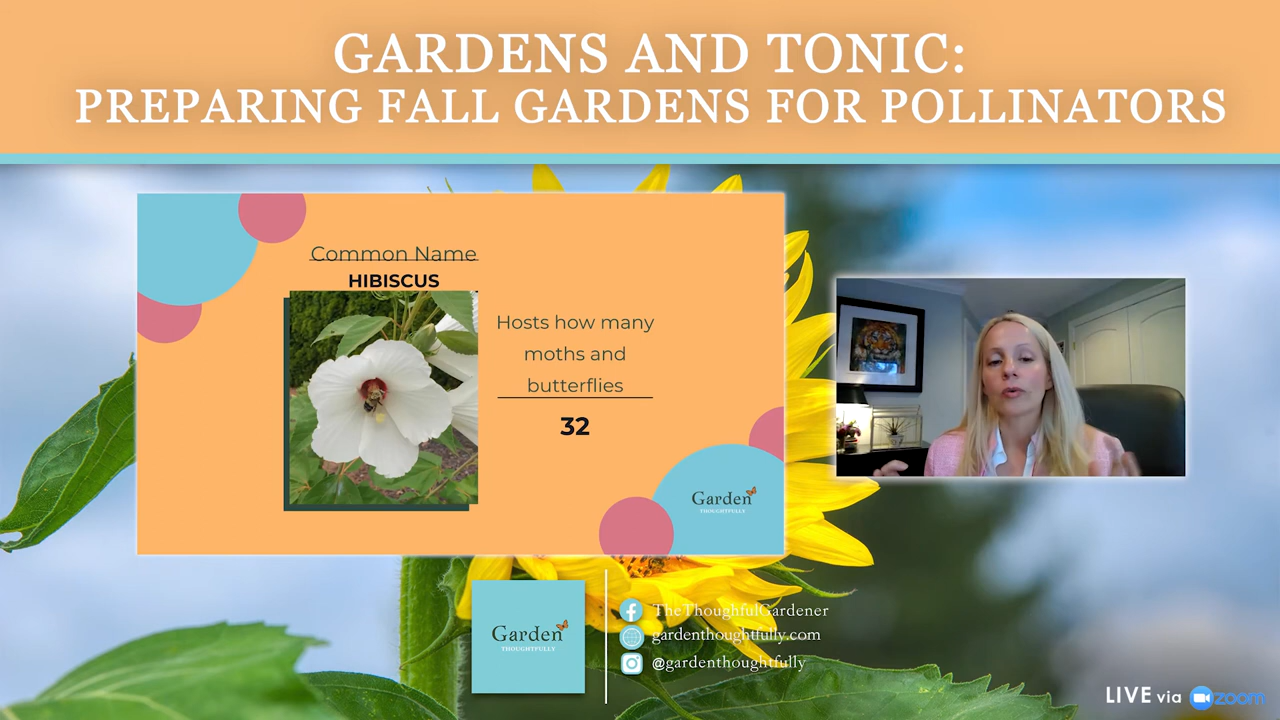 GARDENS AND TONIC:
PREPARING FALL GARDENS FOR POLLINATORS
Common Name
HIBISCUS
Hosts how many
moths and
butterflies
32
Garden
THOUGHTFULLY
Garden
THOUGHTFULLY
TheThoughfulGardener
gardenthoughtfully.com
@gardenthoughtfully
LIVE via zoom